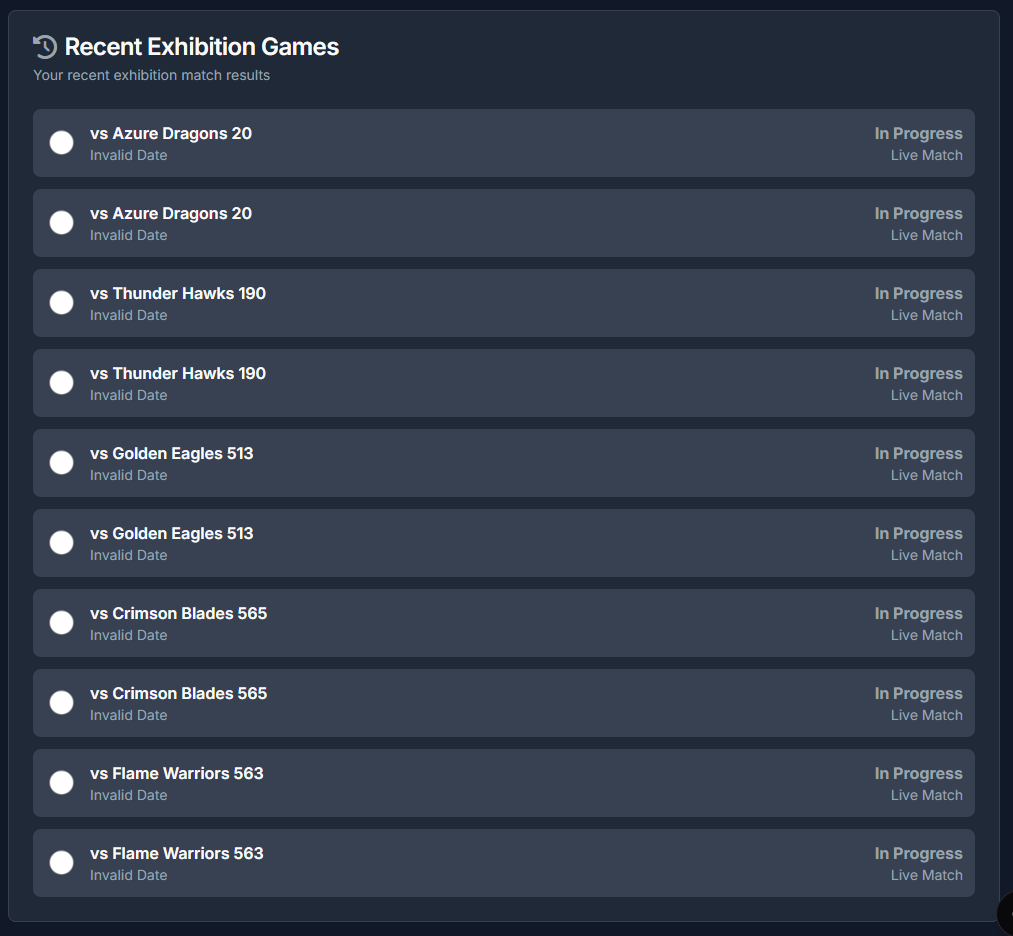 Recent Exhibition Games
Your recent exhibition match results
vs Azure Dragons 20
In Progress
Invalid Date
Live Match
vs Azure Dragons 20
In Progress
Invalid Date
Live Match
vs Thunder Hawks 190
In Progress
Invalid Date
Live Match
vs Thunder Hawks 190
In Progress
Invalid Date
Live Match
vs Golden Eagles 513
In Progress
Invalid Date
Live Match
vs Golden Eagles 513
In Progress
Invalid Date
Live Match
vs Crimson Blades 565
In Progress
Invalid Date
Live Match
vs Crimson Blades 565
In Progress
Invalid Date
Live Match
vs Flame Warriors 563
In Progress
Invalid Date
Live Match
vs Flame Warriors 563
In Progress
Invalid Date
Live Match